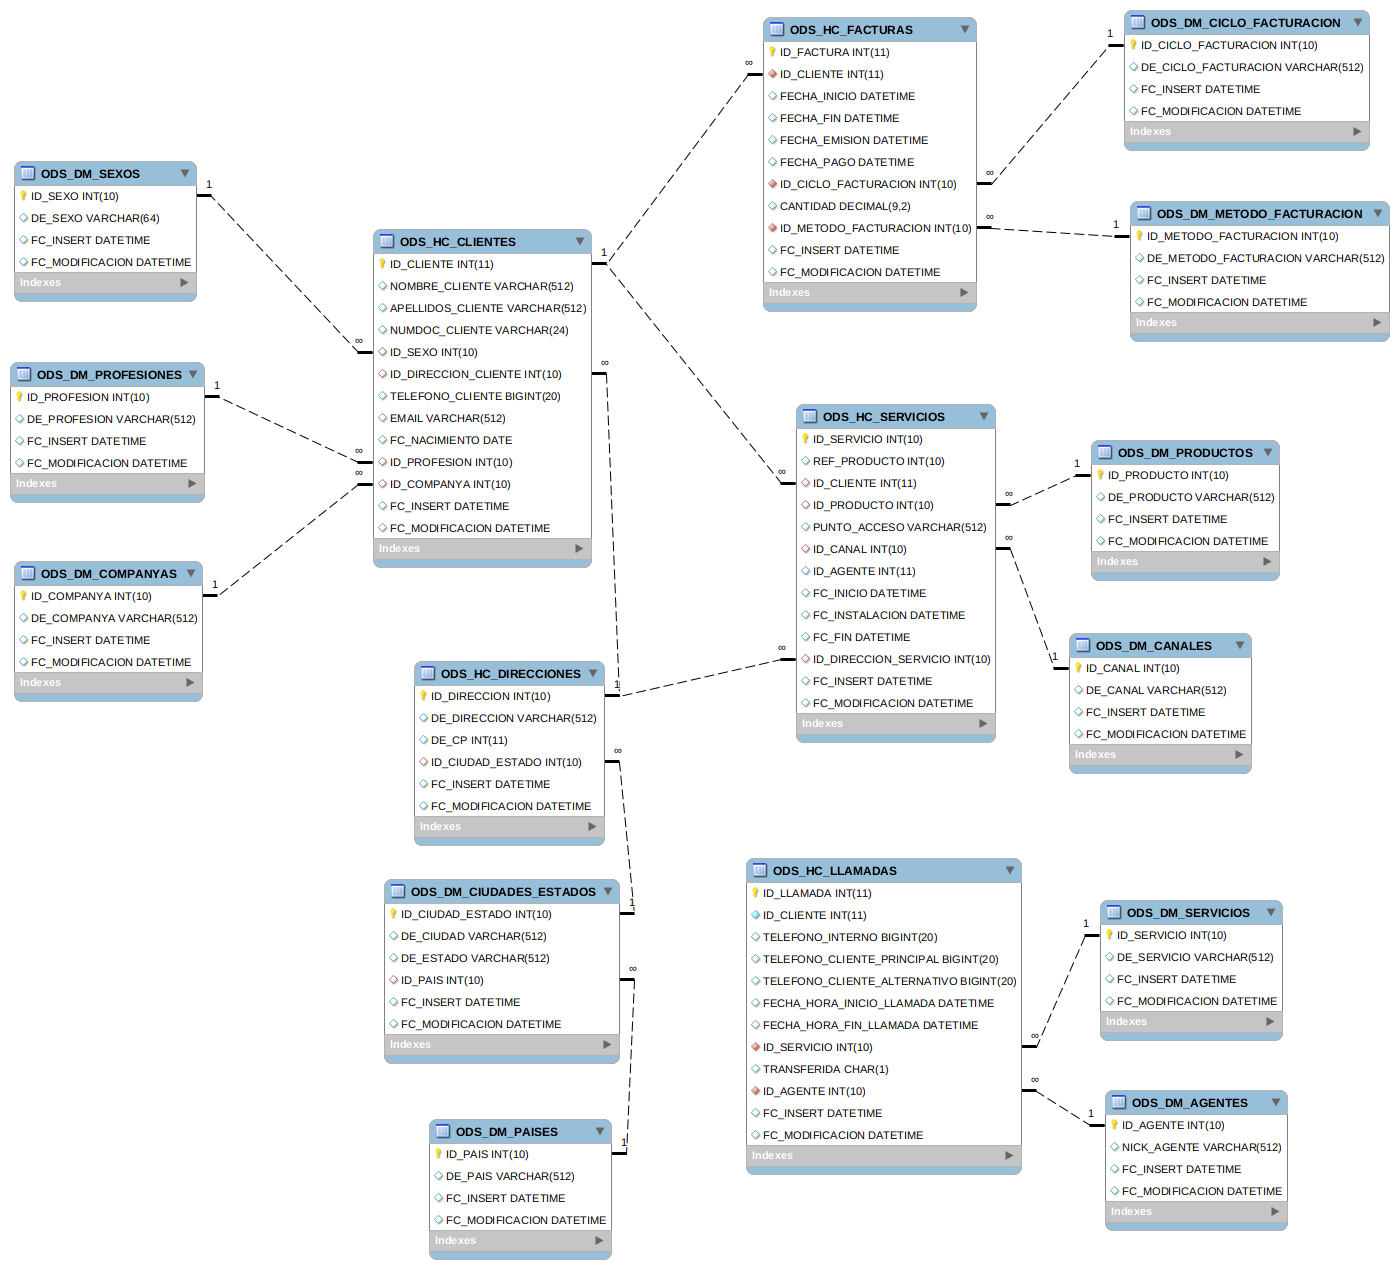 ODS_DM_SEXOS
ID_SEXO INT(10)
DE_SEXO VARCHAR(64)
FC_INSERT DATETIME
FC_MODIFICACION DATETIME
Indexes
1
∞
ODS_DM_PROFESIONES
ID_PROFESION INT(10)
DE_PROFESION VARCHAR(512)
FC_INSERT DATETIME
FC_MODIFICACION DATETIME
Indexes
1
∞
ODS_DM_COMPANYAS
ID_COMPANYA INT(10)
DE_COMPANYA VARCHAR(512)
FC_INSERT DATETIME
FC_MODIFICACION DATETIME
Indexes
1
∞
ODS_HC_CLIENTES
ID_CLIENTE INT(11)
NOMBRE_CLIENTE VARCHAR(512)
APELLIDOS_CLIENTE VARCHAR(512)
NUMDOC_CLIENTE VARCHAR(24)
ID_SEXO INT(10)
ID_DIRECCION_CLIENTE INT(10)
TELEFONO_CLIENTE BIGINT(20)
EMAIL VARCHAR(512)
FC_NACIMIENTO DATE
ID_PROFESION INT(10)
ID_COMPANYA INT(10)
FC_INSERT DATETIME
FC_MODIFICACION DATETIME
Indexes
1
∞
ODS_HC_DIRECCIONES
ID_DIRECCION INT(10)
DE_DIRECCION VARCHAR(512)
DE_CP INT(11)
ID_CIUDAD_ESTADO INT(10)
FC_INSERT DATETIME
FC_MODIFICACION DATETIME
Indexes
1
∞
ODS_DM_CIUDADES_ESTADOS
ID_CIUDAD_ESTADO INT(10)
DE_CIUDAD VARCHAR(512)
DE_ESTADO VARCHAR(512)
ID_PAIS INT(10)
FC_INSERT DATETIME
FC_MODIFICACION DATETIME
Indexes
1
∞
ODS_DM_PAISES
ID_PAIS INT(10)
DE_PAIS VARCHAR(512)
FC_INSERT DATETIME
FC_MODIFICACION DATETIME
Indexes
1
ODS_HC_FACTURAS
ID_FACTURA INT(11)
ID_CLIENTE INT(11)
FECHA_INICIO DATETIME
FECHA_FIN DATETIME
FECHA_EMISION DATETIME
FECHA_PAGO DATETIME
ID_CICLO_FACTURACION INT(10)
CANTIDAD DECIMAL(9,2)
ID_METODO_FACTURACION INT(10)
FC_INSERT DATETIME
FC_MODIFICACION DATETIME
Indexes
∞
∞
∞
ODS_DM_CICLO_FACTURACION
ID_CICLO_FACTURACION INT(10)
DE_CICLO_FACTURACION VARCHAR(512)
FC_INSERT DATETIME
FC_MODIFICACION DATETIME
Indexes
1
ODS_DM_METODO_FACTURACION
ID_METODO_FACTURACION INT(10)
DE_METODO_FACTURACION VARCHAR(512)
FC_INSERT DATETIME
FC_MODIFICACION DATETIME
Indexes
1
ODS_HC_SERVICIOS
ID_SERVICIO INT(10)
REF_PRODUCTO INT(10)
ID_CLIENTE INT(11)
ID_PRODUCTO INT(10)
PUNTO_ACCESO VARCHAR(512)
ID_CANAL INT(10)
ID_AGENTE INT(11)
FC_INICIO DATETIME
FC_INSTALACION DATETIME
FC_FIN DATETIME
ID_DIRECCION_SERVICIO INT(10)
FC_INSERT DATETIME
FC_MODIFICACION DATETIME
Indexes
∞
∞
∞
∞
ODS_DM_PRODUCTOS
ID_PRODUCTO INT(10)
DE_PRODUCTO VARCHAR(512)
FC_INSERT DATETIME
FC_MODIFICACION DATETIME
Indexes
1
ODS_DM_CANALES
ID_CANAL INT(10)
DE_CANAL VARCHAR(512)
FC_INSERT DATETIME
FC_MODIFICACION DATETIME
Indexes
1
ODS_HC_LLAMADAS
ID_LLAMADA INT(11)
ID_CLIENTE INT(11)
TELEFONO_INTERNO BIGINT(20)
TELEFONO_CLIENTE_PRINCIPAL BIGINT(20)
TELEFONO_CLIENTE_ALTERNATIVO BIGINT(20)
FECHA_HORA_INICIO_LLAMADA DATETIME
FECHA_HORA_FIN_LLAMADA DATETIME
ID_SERVICIO INT(10)
TRANSFERIDA CHAR(1)
ID_AGENTE INT(10)
FC_INSERT DATETIME
FC_MODIFICACION DATETIME
Indexes
∞
∞
ODS_DM_SERVICIOS
ID_SERVICIO INT(10)
DE_SERVICIO VARCHAR(512)
FC_INSERT DATETIME
FC_MODIFICACION DATETIME
Indexes
1
ODS_DM_AGENTES
ID_AGENTE INT(10)
NICK_AGENTE VARCHAR(512)
FC_INSERT DATETIME
FC_MODIFICACION DATETIME
Indexes
1